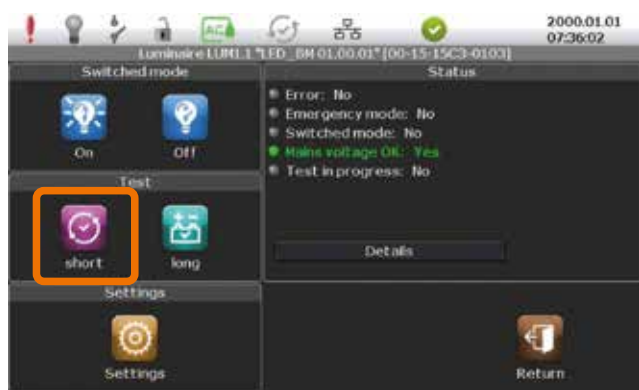 AC
2000.01.01
07:36:02
Luminaire LUM1.1 "LED_BM 01.00.01" [00-15-15C3-0103]
Switched mode
On
Off
Test
short
long
Settings
Settings
Status
Error: No
Emergency mode: No
Switched mode: No
Mains voltage OK: Yes
Test in progress: No
Details
Return